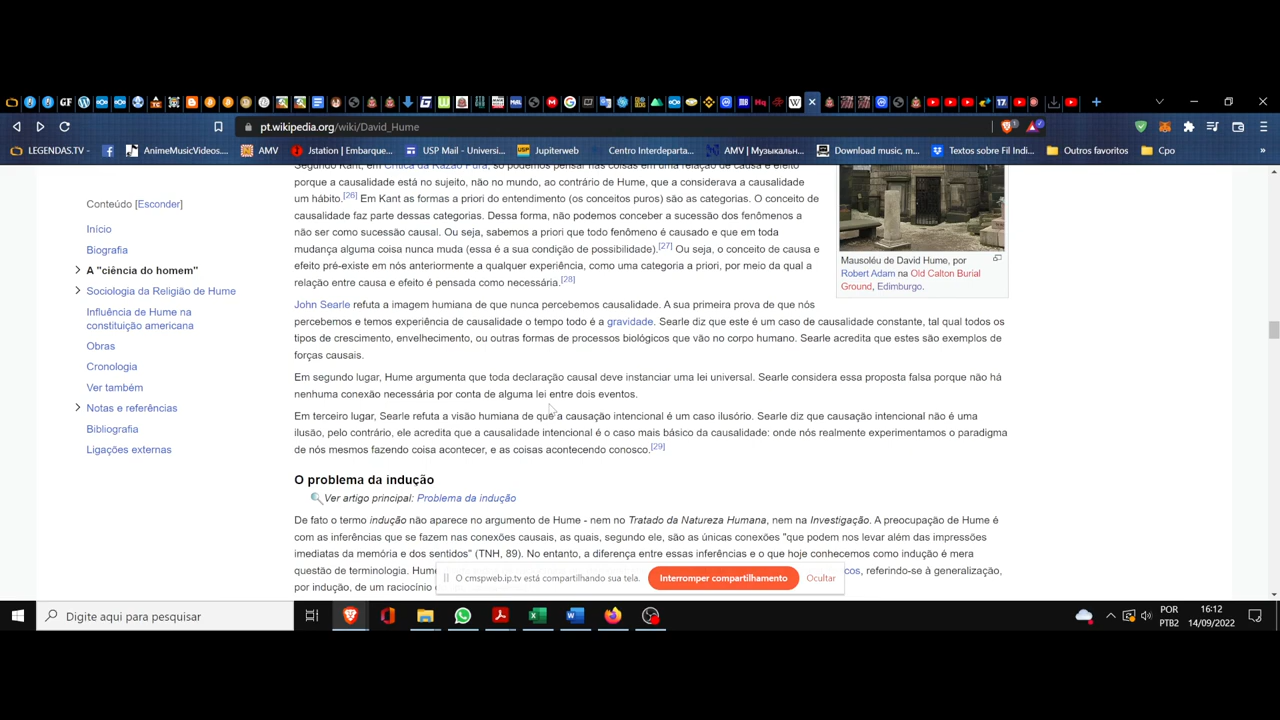 GF
17.
pt.wikipedia.org/wiki/David_Hume
LEGENDAS.TV -
AnimeMusicVideos...
AMV
Jstation | Embarque...
USP Mail - Universi...
Jupiterweb
Centro Interdeparta...
AMV | Музыкальн...
Download music, m...
Textos sobre Fil Indi...
Outros favoritos
Cpo
»
Conteúdo [Esconder]
Início
Biografia
A "ciência do homem"
Sociologia da Religião de Hume
Influência de Hume na
constituição americana
Obras
Cronologia
Ver também
Notas e referências
Bibliografia
Ligações externas
Segundo Kant, em Crítica da Razão Pura, só podemos pensar nas coisas em uma relação de causa e efeito
porque a causalidade está no sujeito, não no mundo, ao contrário de Hume, que a considerava a causalidade
um hábito.[26] Em Kant as formas a priori do entendimento (os conceitos puros) são as categorias. O conceito de
causalidade faz parte dessas categorias. Dessa forma, não podemos conceber a sucessão dos fenômenos a
não ser como sucessão causal. Ou seja, sabemos a priori que todo fenômeno é causado e que em toda
mudança alguma coisa nunca muda (essa é a sua condição de possibilidade).[27] Ou seja, o conceito de causa e
efeito pré-existe em nós anteriormente a qualquer experiência, como uma categoria a priori, por meio da qual a
relação entre causa e efeito é pensada como necessária.[28]
Mausoléu de David Hume, por
Robert Adam na Old Calton Burial
Ground, Edimburgo.
John Searle refuta a imagem humiana de que nunca percebemos causalidade. A sua primeira prova de que nós
percebemos e temos experiência de causalidade o tempo todo é a gravidade. Searle diz que este é um caso de causalidade constante, tal qual todos os
tipos de crescimento, envelhecimento, ou outras formas de processos biológicos que vão no corpo humano. Searle acredita que estes são exemplos de
forças causais.
Em segundo lugar, Hume argumenta que toda declaração causal deve instanciar uma lei universal. Searle considera essa proposta falsa porque não há
nenhuma conexão necessária por conta de alguma lei entre dois eventos.
Em terceiro lugar, Searle refuta a visão humiana de que a causação intencional é um caso ilusório. Searle diz que causação intencional não é uma
ilusão, pelo contrário, ele acredita que a causalidade intencional é o caso mais básico da causalidade: onde nós realmente experimentamos o paradigma
de nós mesmos fazendo coisa acontecer, e as coisas acontecendo conosco.[29]
O problema da indução
Ver artigo principal: Problema da indução
De fato o termo indução não aparece no argumento de Hume - nem no Tratado da Natureza Humana, nem na Investigação. A preocupação de Hume é
com as inferências que se fazem nas conexões causais, as quais, segundo ele, são as únicas conexões "que podem nos levar além das impressões
imediatas da memória e dos sentidos" (TNH, 89). No entanto, a diferença entre essas inferências e o que hoje conhecemos como indução é mera
questão de terminologia. Hume cos, referindo-se à generalização,
por indução, de um raciocínio
O cmspweb.ip.tv está compartilhando sua tela.
Interromper compartilhamento
Ocultar
Digite aqui para pesquisar
POR
PTB2
16:12
14/09/2022